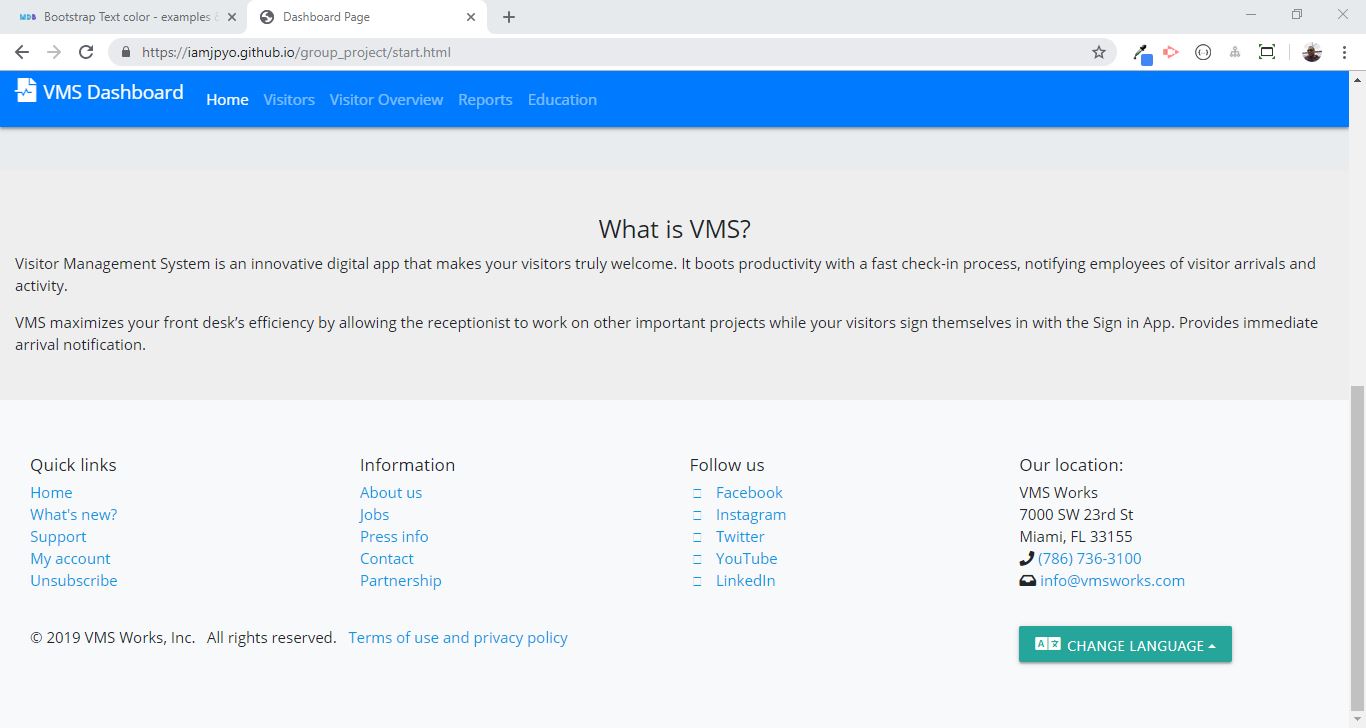 Bootstrap Text color - examples
Dashboard Page
https://iamjpyo.github.io/group_project/start.html
VMS Dashboard Home Visitors Visitor Overview Reports Education
What is VMS?
Visitor Management System is an innovative digital app that makes your visitors truly welcome. It boots productivity with a fast check-in process, notifying employees of visitor arrivals and
activity.
VMS maximizes your front desk’s efficiency by allowing the receptionist to work on other important projects while your visitors sign themselves in with the Sign in App. Provides immediate
arrival notification.
Quick links
Home
What's new?
Support
My account
Unsubscribe
Information
About us
Jobs
Press info
Contact
Partnership
Follow us
Facebook
Instagram
Twitter
YouTube
LinkedIn
Our location:
VMS Works
7000 SW 23rd St
Miami, FL 33155
(786) 736-3100
info@vmsworks.com
© 2019 VMS Works, Inc. All rights reserved. Terms of use and privacy policy
CHANGE LANGUAGE